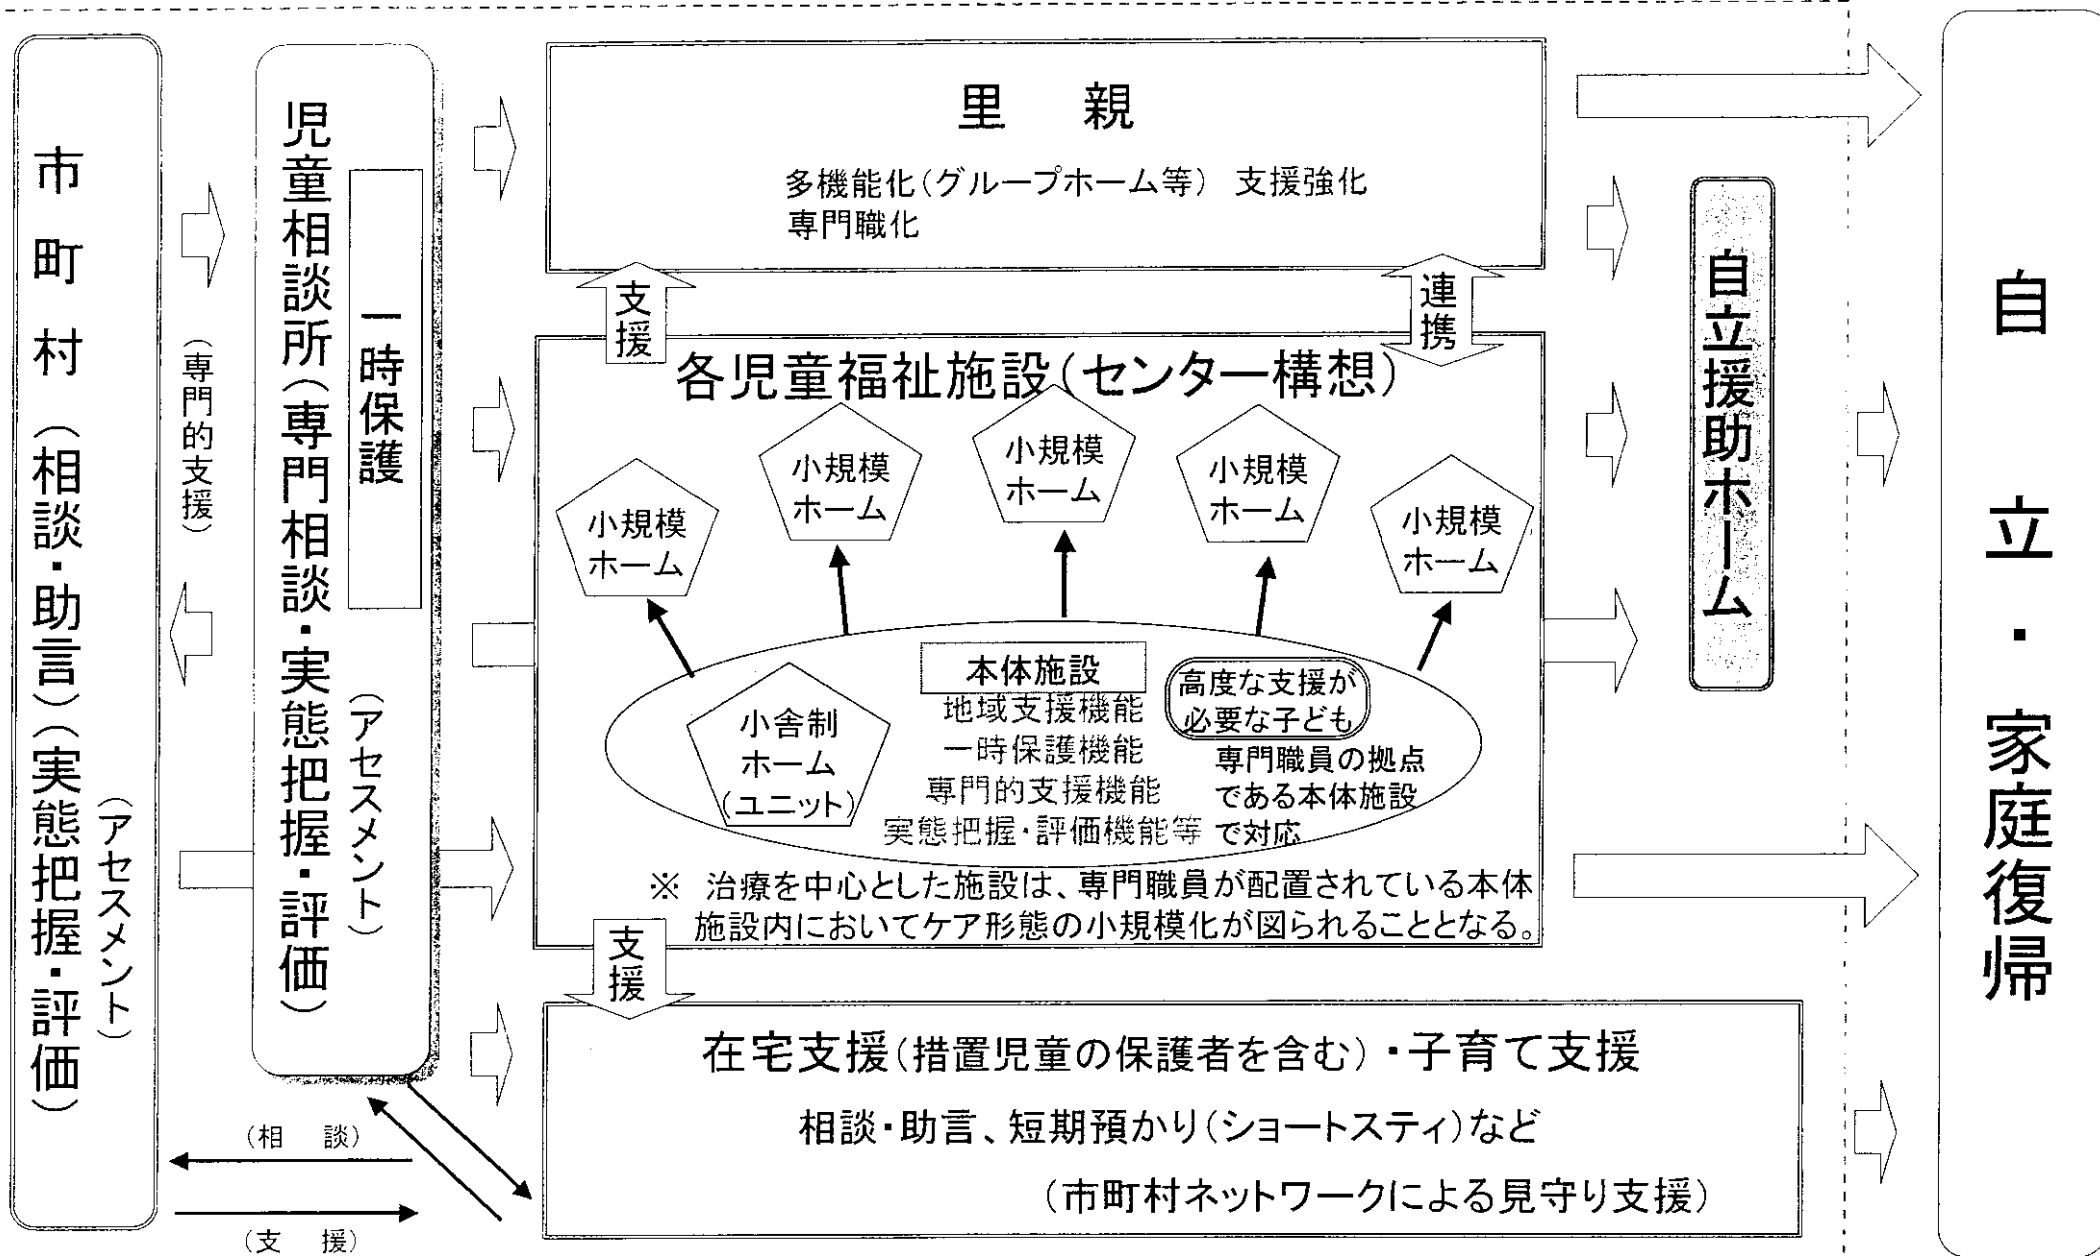 市町村（相談・助言）（実態把握・評価）
（アセスメント）
（専門的支援）
児童相談所（専門相談・実態把握・評価）
（アセスメント）
一時保護
里　親
多機能化（グループホーム等）　支援強化
専門職化
支援
連携
各児童福祉施設（センター構想）
小規模
ホーム
小規模
ホーム
小規模
ホーム
小規模
ホーム
小規模
ホーム
小舎制
ホーム
（ユニット）
本体施設
地域支援機能
一時保護機能
専門的支援機能
実態把握・評価機能等
高度な支援が
必要な子ども
専門職員の拠点
である本体施設
で対応
※　治療を中心とした施設は、専門職員が配置されている本体
施設内においてケア形態の小規模化が図られることとなる。
支援
在宅支援（措置児童の保護者を含む）・子育て支援
相談・助言、短期預かり（ショートスティ）など
（市町村ネットワークによる見守り支援）
（相　談）
（支　援）
自立援助ホーム
自立・家庭復帰